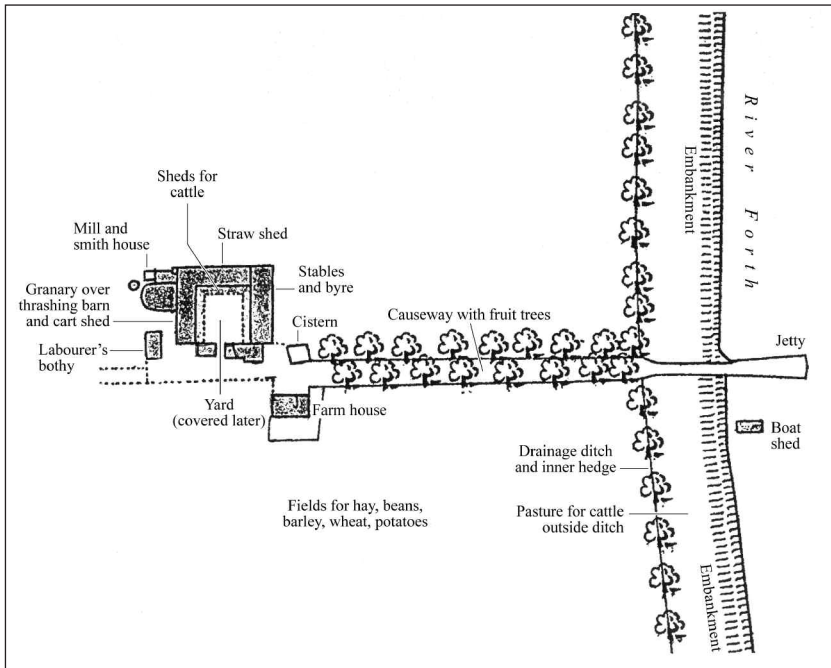 River Forth
Embankment
Sheds for
cattle
Mill and
smith house
Straw shed
Granary over
thrashing barn
and cart shed
Stables
and byre
Cistern
Causeway with fruit trees
Jetty
Labourer's
bothy
Yard
(covered later)
Farm house
Boat
shed
Drainage ditch
and inner hedge
Fields for hay, beans,
barley, wheat, potatoes
Pasture for cattle
outside ditch
Embankment